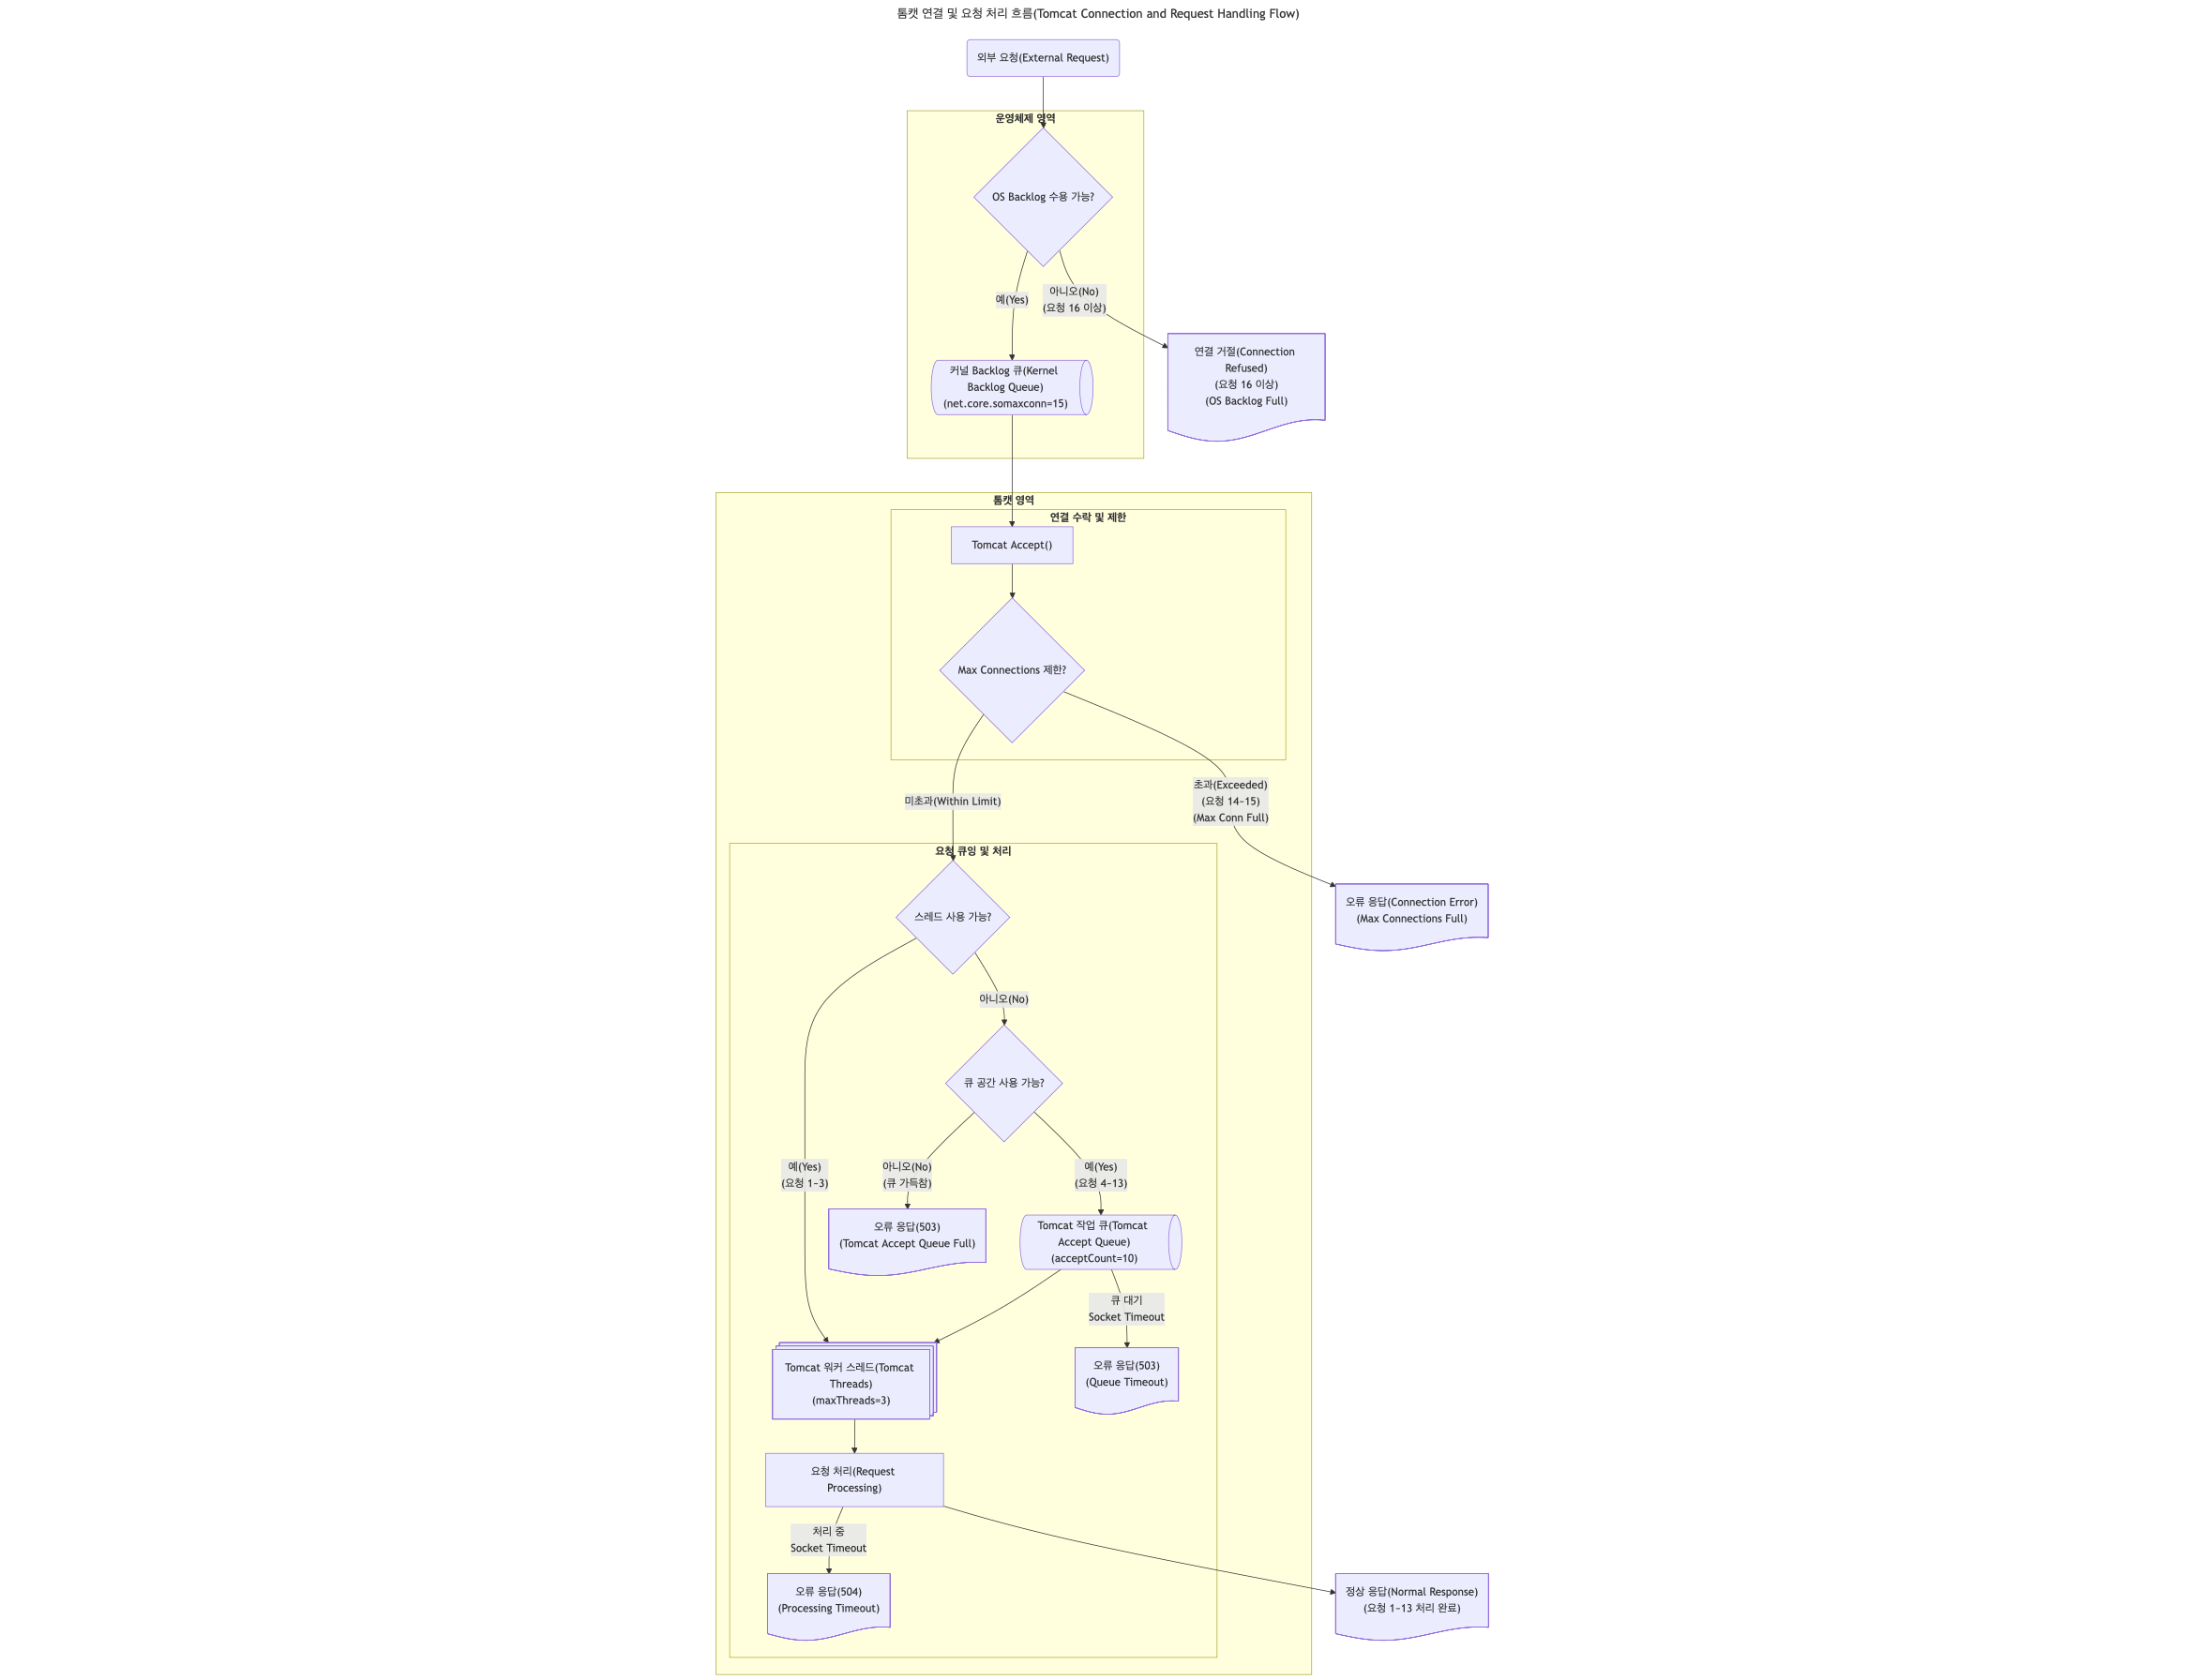 톰캣 연결 및 요청 처리 흐름(Tomcat Connection and Request Handling Flow)
외부 요청(External Request)
운영체제 영역
OS Backlog 수용 가능?
예(Yes)
아니오(No)
(요청 16 이상)
연결 거절(Connection
Refused)
(요청 16 이상)
(OS Backlog Full)
커널 Backlog 큐(Kernel
Backlog Queue)
(net.core.somaxconn=15)
톰캣 영역
연결 수락 및 제한
Tomcat Accept()
Max Connections 제한?
미초과(Within Limit)
초과(Exceeded)
(요청 14~15)
(Max Conn Full)
요청 큐잉 및 처리
오류 응답(Connection Error)
(Max Connections Full)
스레드 사용 가능?
아니오(No)
큐 공간 사용 가능?
예(Yes)
(요청 1~3)
아니오(No)
(큐 가득참)
예(Yes)
(요청 4~13)
오류 응답(503)
(Tomcat Accept Queue Full)
Tomcat 작업 큐(Tomcat
Accept Queue)
(acceptCount=10)
큐 대기
Socket Timeout
Tomcat 워커 스레드(Tomcat
Threads)
(maxThreads=3)
오류 응답(503)
(Queue Timeout)
요청 처리(Request
Processing)
처리 중
Socket Timeout
오류 응답(504)
(Processing Timeout)
정상 응답(Normal Response)
(요청 1~13 처리 완료)